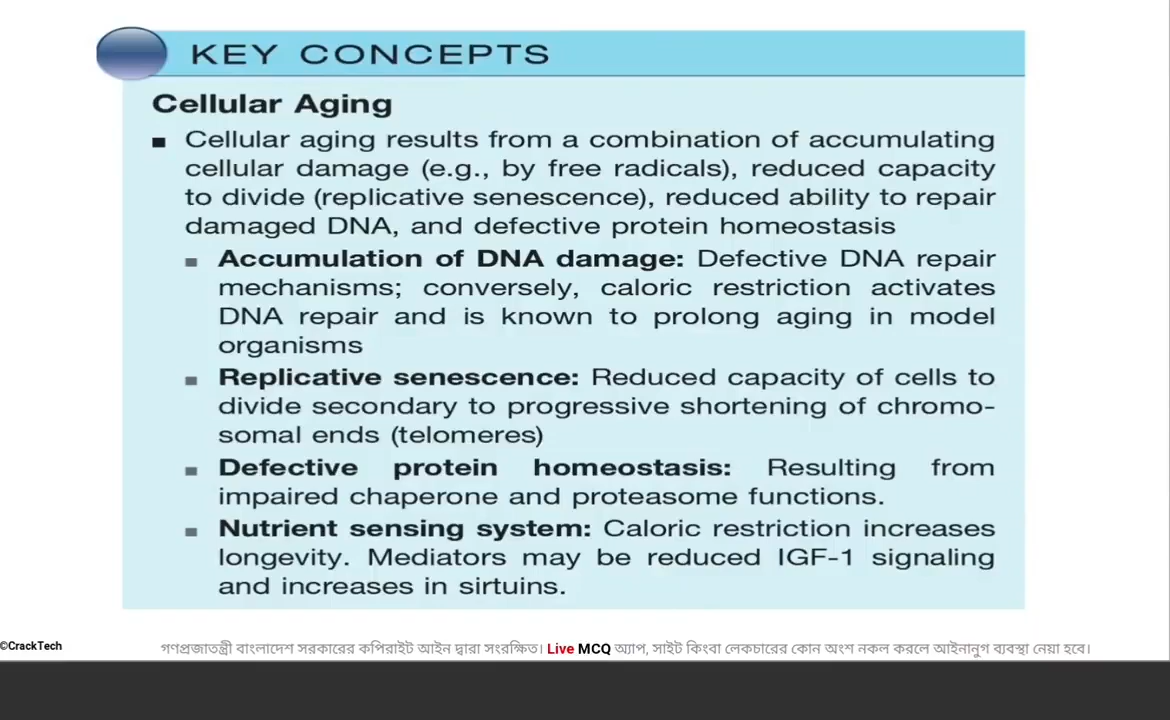 KEY CONCEPTS
Cellular Aging
■ Cellular aging results from a combination of accumulating
cellular damage (e.g., by free radicals), reduced capacity
to divide (replicative senescence), reduced ability to repair
damaged DNA, and defective protein homeostasis
■ Accumulation of DNA damage: Defective DNA repair
mechanisms; conversely, caloric restriction activates
DNA repair and is known to prolong aging in model
organisms
■ Replicative senescence: Reduced capacity of cells to
divide secondary to progressive shortening of chromo-
somal ends (telomeres)
■ Defective protein homeostasis: Resulting from
impaired chaperone and proteasome functions.
■ Nutrient sensing system: Caloric restriction increases
longevity. Mediators may be reduced IGF-1 signaling
and increases in sirtuins.
©CrackTech
গণপ্রজাতন্ত্রী বাংলাদেশ সরকারের কপিরাইট আইন দ্বারা সংরক্ষিত। Live MCQ অ্যাপ, সাইট কিংবা লেকচারের কোন অংশ নকল করলে আইনানুগ ব্যবস্থা নেয়া হবে।